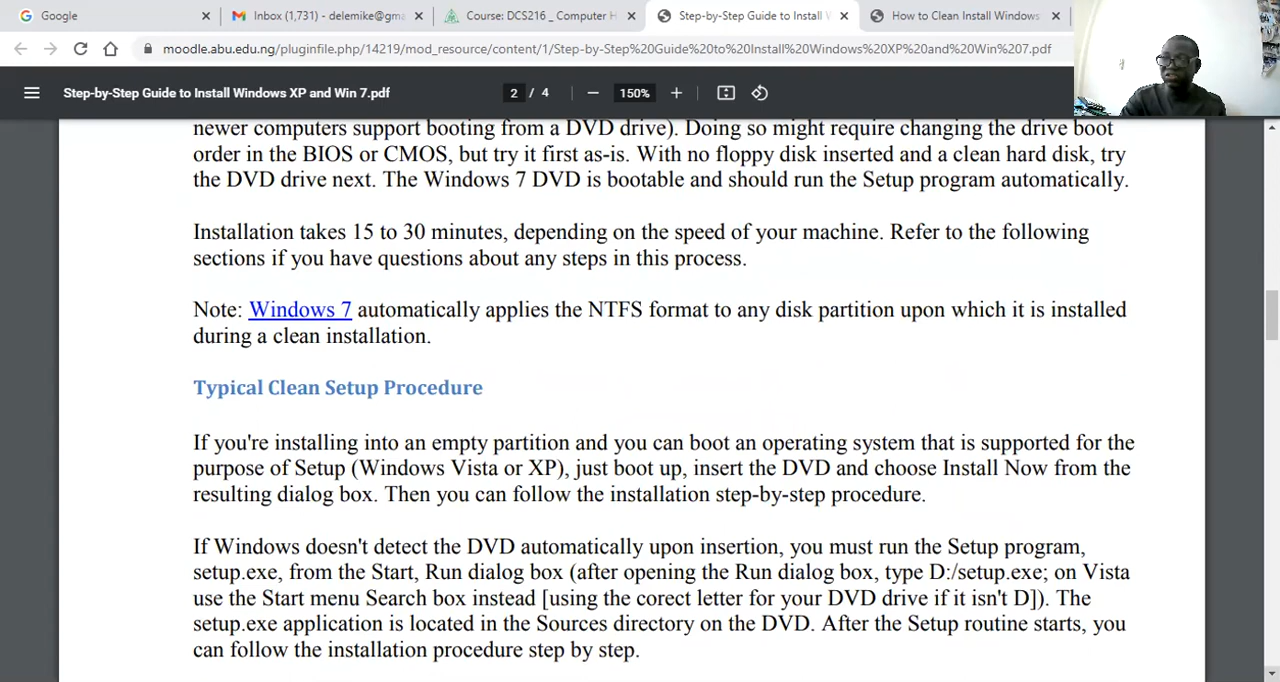 Google
Inbox (1,731) - delemike@gma
Course: DCS216 _ Computer H
Step-by-Step Guide to Install W
How to Clean Install Windows
moodle.abu.edu.ng/pluginfile.php/14219/mod_resource/content/1/Step-by-Step%20Guide%20to%20Install%20Windows%20XP%20and%20Win%207.pdf
Step-by-Step Guide to Install Windows XP and Win 7.pdf
2 / 4
150%
newer computers support booting from a DVD drive). Doing so might require changing the drive boot
order in the BIOS or CMOS, but try it first as-is. With no floppy disk inserted and a clean hard disk, try
the DVD drive next. The Windows 7 DVD is bootable and should run the Setup program automatically.
Installation takes 15 to 30 minutes, depending on the speed of your machine. Refer to the following
sections if you have questions about any steps in this process.
Note: Windows 7 automatically applies the NTFS format to any disk partition upon which it is installed
during a clean installation.
Typical Clean Setup Procedure
If you're installing into an empty partition and you can boot an operating system that is supported for the
purpose of Setup (Windows Vista or XP), just boot up, insert the DVD and choose Install Now from the
resulting dialog box. Then you can follow the installation step-by-step procedure.
If Windows doesn't detect the DVD automatically upon insertion, you must run the Setup program,
setup.exe, from the Start, Run dialog box (after opening the Run dialog box, type D:/setup.exe; on Vista
use the Start menu Search box instead [using the corect letter for your DVD drive if it isn't D]). The
setup.exe application is located in the Sources directory on the DVD. After the Setup routine starts, you
can follow the installation procedure step by step.